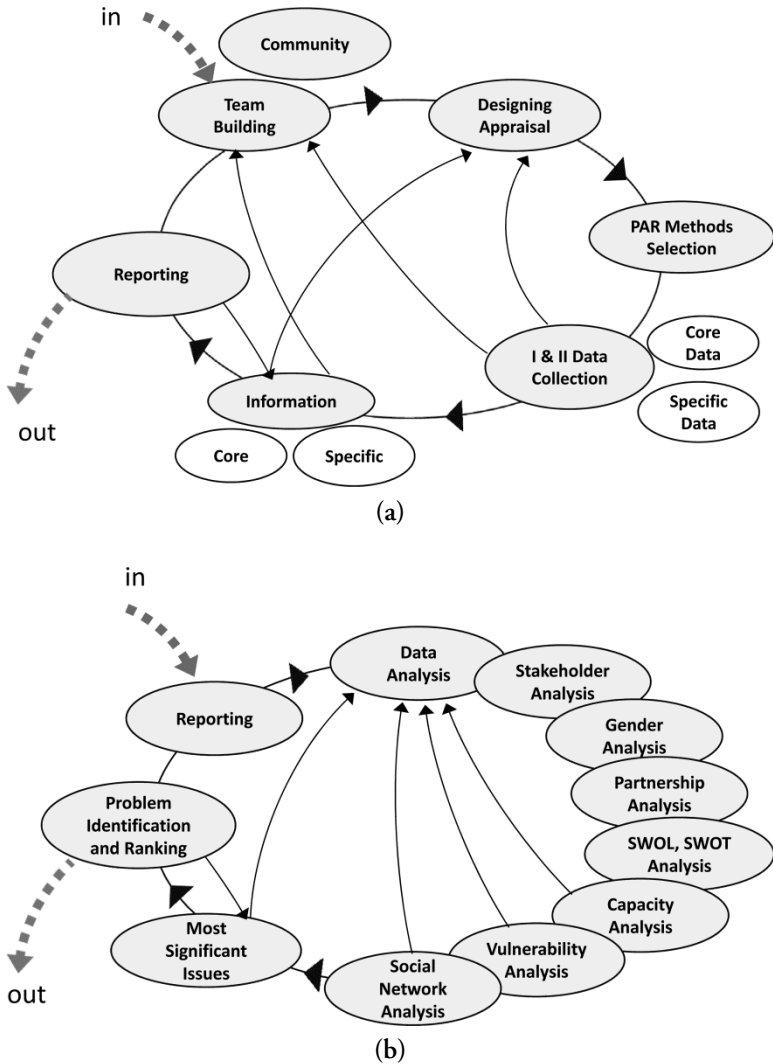 in
Community
Team
Building
Designing
Appraisal
PAR Methods
Selection
Reporting
I & II Data
Collection
Core
Data
Specific
Data
Information
Core
Specific
out
(a)
in
Data
Analysis
Stakeholder
Analysis
Reporting
Gender
Analysis
Partnership
Analysis
Problem
Identification
and Ranking
SWOL, SWOT
Analysis
Capacity
Analysis
Most
Significant
Issues
Vulnerability
Analysis
Social
Network
Analysis
out
(b)